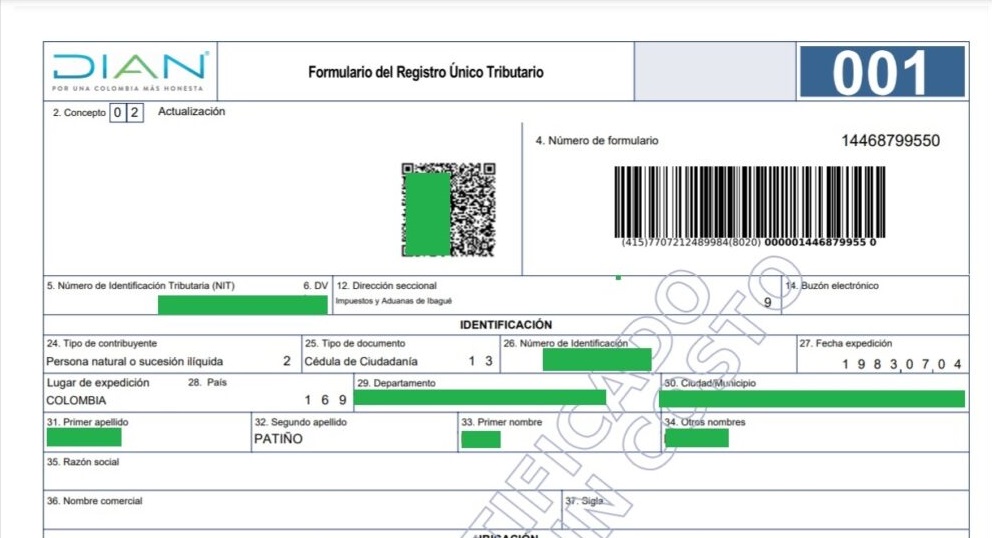 DIAN
POR UNA COLOMBIA MÁS HONESTA
Formulario del Registro Único Tributario
001
2. Concepto 0 2 Actualización
4. Número de formulario 14468799550
(415)7707212489984(8020) 000001446879955 0
5. Número de Identificación Tributaria (NIT) 6. DV 12. Dirección seccional 14. Buzón electrónico
Impuestos y Aduanas de Ibagué 9
IDENTIFICACIÓN
24. Tipo de contribuyente 25. Tipo de documento 26. Número de Identificación 27. Fecha expedición
Persona natural o sucesión ilíquida 2 Cédula de Ciudadanía 1 3 1 9 8 3 0 7 0 4
Lugar de expedición 28. País 29. Departamento 30. Ciudad/Municipio
COLOMBIA 1 6 9
31. Primer apellido 32. Segundo apellido 33. Primer nombre 34. Otros nombres
PATIÑO
35. Razón social
36. Nombre comercial 37. Sigla